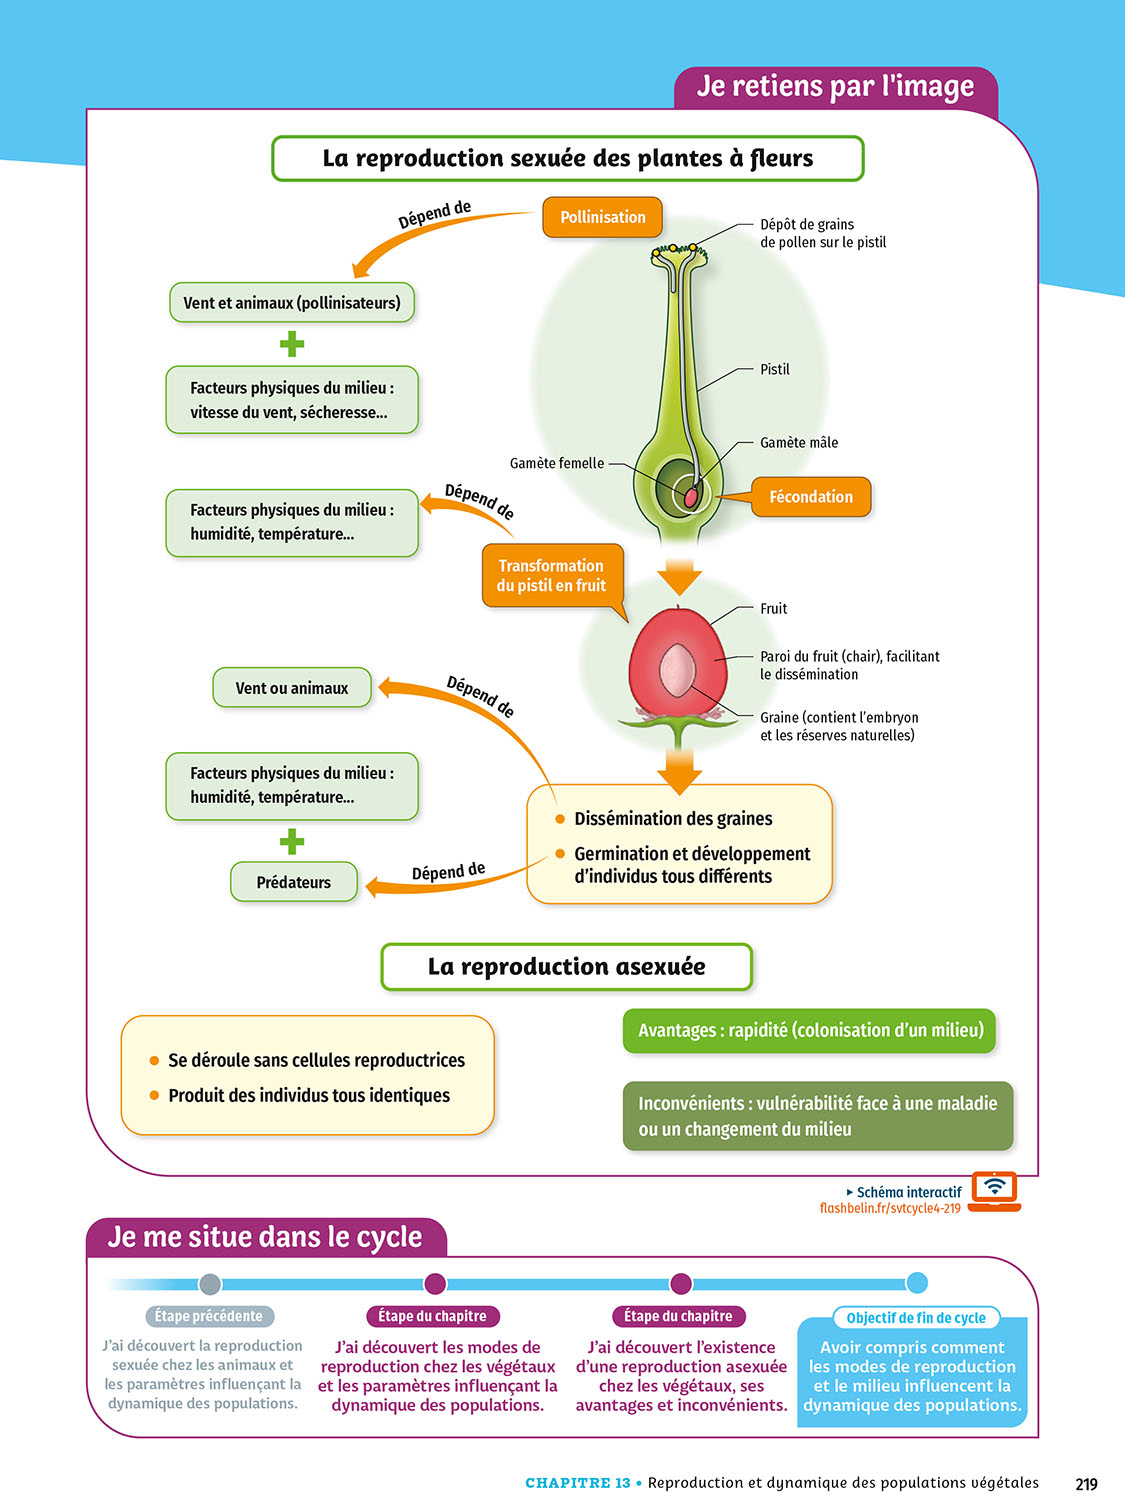 Je retiens par l'image
La reproduction sexuée des plantes à fleurs
Dépend de
Pollinisation
Dépôt de grains
de pollen sur le pistil
Vent et animaux (pollinisateurs)
+
Facteurs physiques du milieu :
vitesse du vent, sécheresse...
Pistil
Gamète mâle
Gamète femelle
Fécondation
Dépend de
Facteurs physiques du milieu :
humidité, température...
Transformation
du pistil en fruit
Fruit
Paroi du fruit (chair), facilitant
le dissémination
Graine (contient l'embryon
et les réserves naturelles)
Vent ou animaux
Dépend de
Facteurs physiques du milieu :
humidité, température...
+
Prédateurs
Dépend de
• Dissémination des graines
• Germination et développement
d'individus tous différents
La reproduction asexuée
• Se déroule sans cellules reproductrices
• Produit des individus tous identiques
Avantages : rapidité (colonisation d'un milieu)
Inconvénients : vulnérabilité face à une maladie
ou un changement du milieu
▸ Schéma interactif
flashbelin.fr/svtcycle4-219
Je me situe dans le cycle
Étape précédente
J'ai découvert la reproduction
sexuée chez les animaux et
les paramètres influençant la
dynamique des populations.
Étape du chapitre
J'ai découvert les modes de
reproduction chez les végétaux
et les paramètres influençant la
dynamique des populations.
Étape du chapitre
J'ai découvert l'existence
d'une reproduction asexuée
chez les végétaux, ses
avantages et inconvénients.
Objectif de fin de cycle
Avoir compris comment
les modes de reproduction
et le milieu influencent la
dynamique des populations.
CHAPITRE 13 • Reproduction et dynamique des populations végétales 219